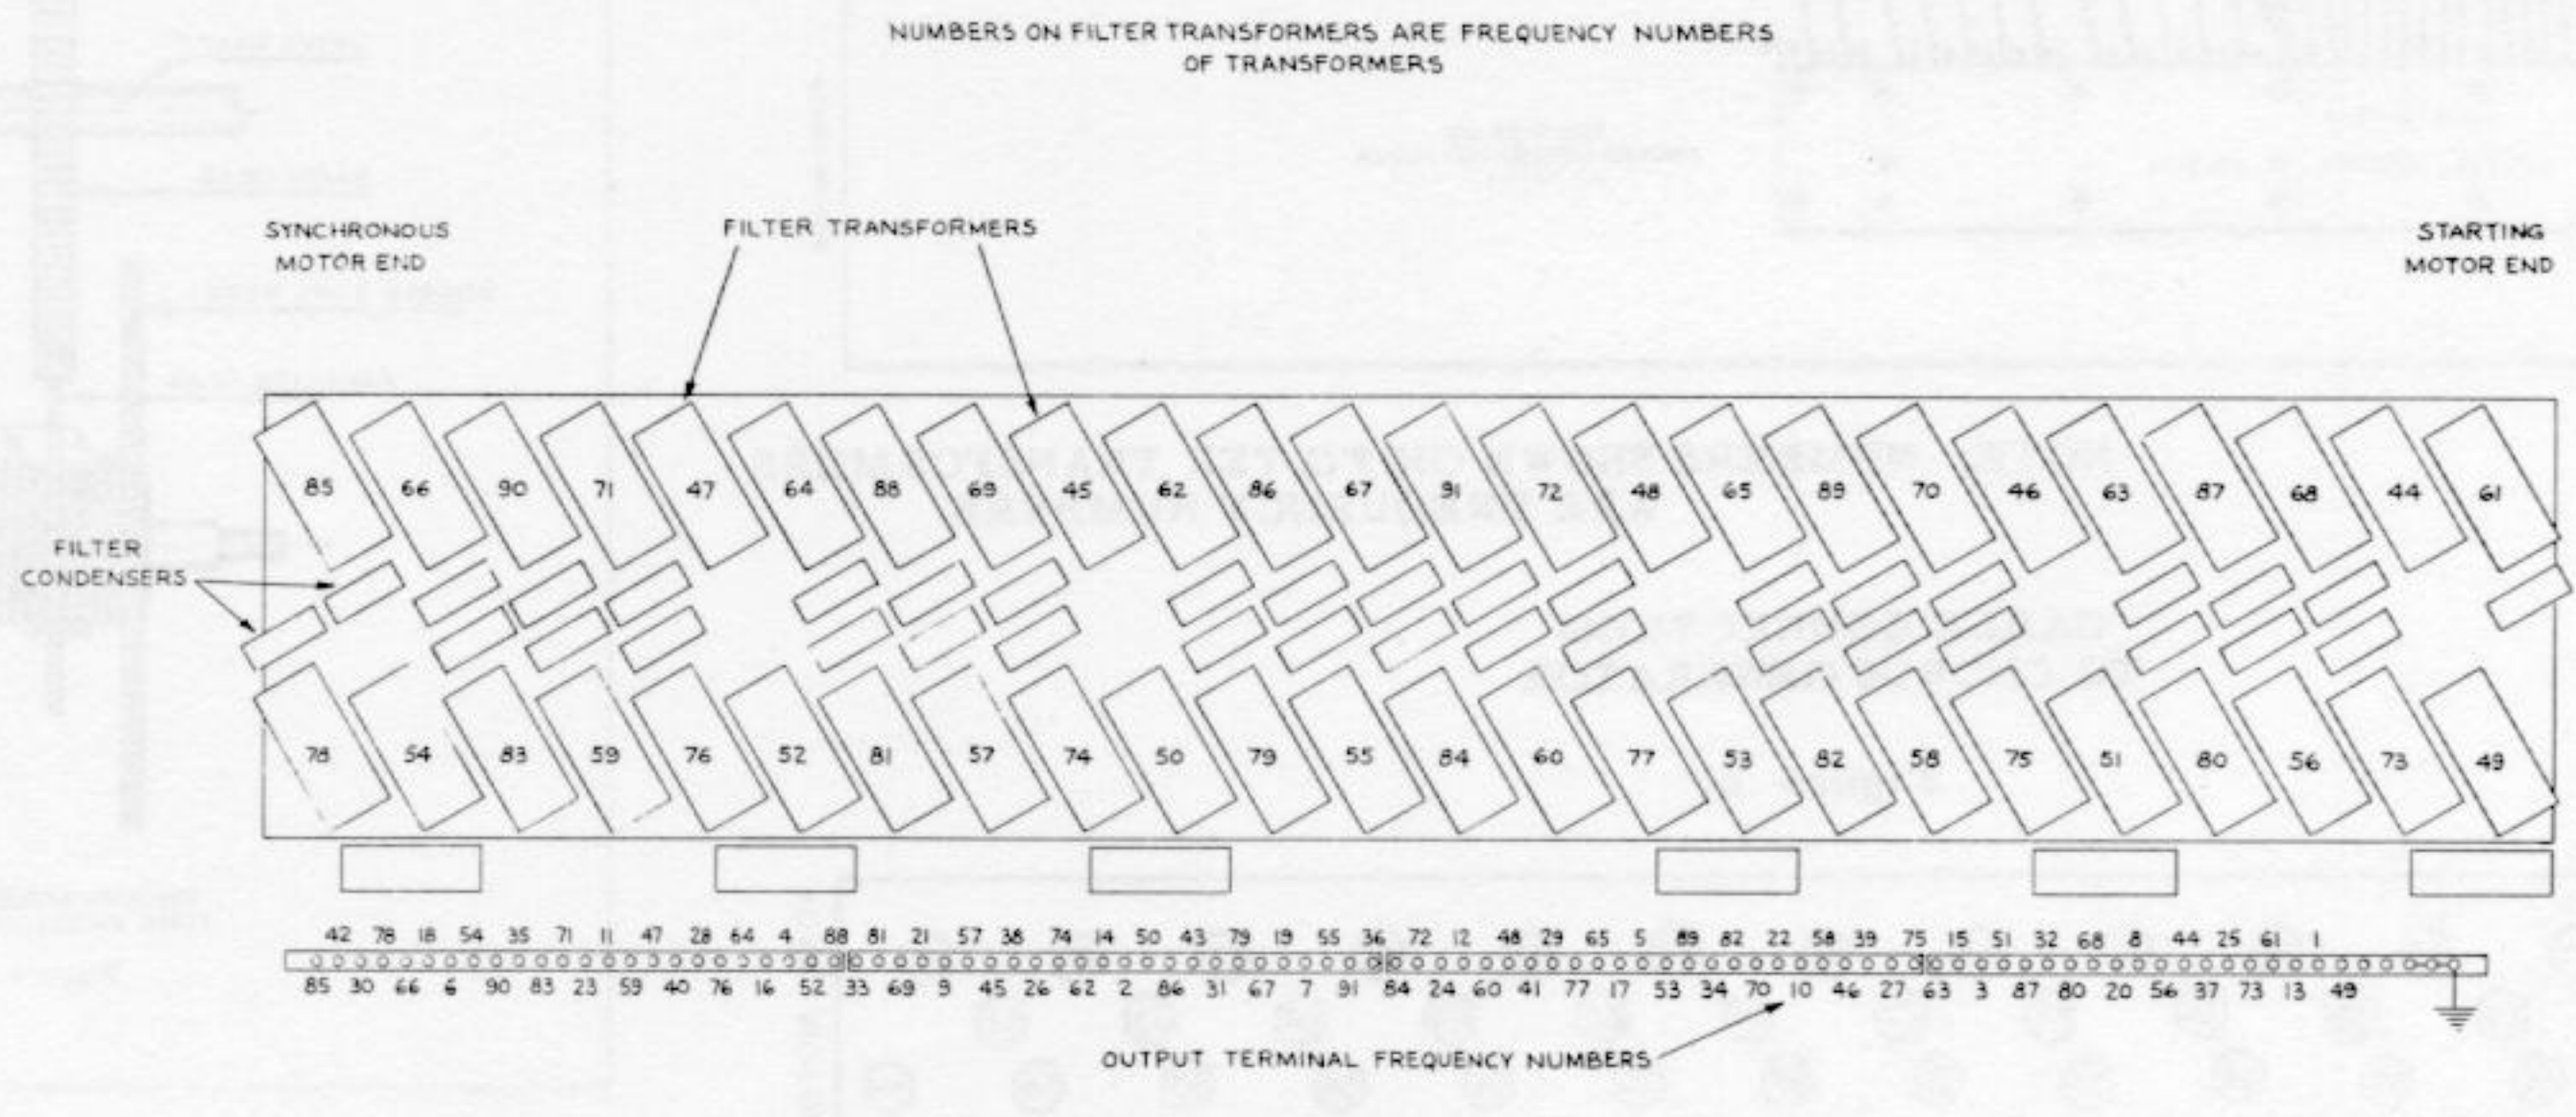 NUMBERS ON FILTER TRANSFORMERS ARE FREQUENCY NUMBERS
OF TRANSFORMERS
SYNCHRONOUS
MOTOR END
FILTER TRANSFORMERS
STARTING
MOTOR END
85 66 90 71 47 64 88 69 45 62 86 67 91 72 48 65 89 70 46 63 87 68 44 61
FILTER
CONDENSERS
78 54 83 59 76 52 81 57 74 50 79 55 84 60 77 53 82 58 75 51 80 56 73 49
42 78 18 54 35 71 11 47 28 64 4 88 81 21 57 38 74 14 50 43 79 19 55 36 72 12 48 29 65 5 89 82 22 58 39 75 15 51 32 68 8 44 25 61 1
85 30 66 6 90 83 23 59 40 76 16 52 33 69 9 45 26 62 2 86 31 67 7 91 84 24 60 41 77 17 53 34 70 10 46 27 63 3 87 80 20 56 37 73 13 49
OUTPUT TERMINAL FREQUENCY NUMBERS